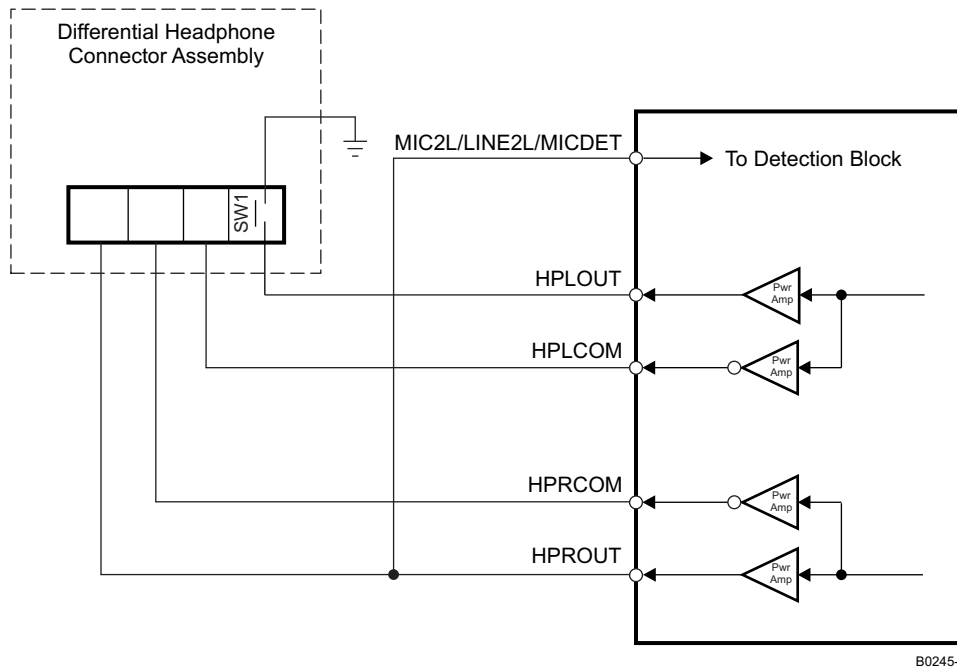 Differential Headphone
Connector Assembly
MIC2L/LINE2L/MICDET
To Detection Block
SW1
HPLOUT
Pwr
Amp
HPLCOM
Pwr
Amp
HPRCOM
Pwr
Amp
HPROUT
Pwr
Amp
B0245-